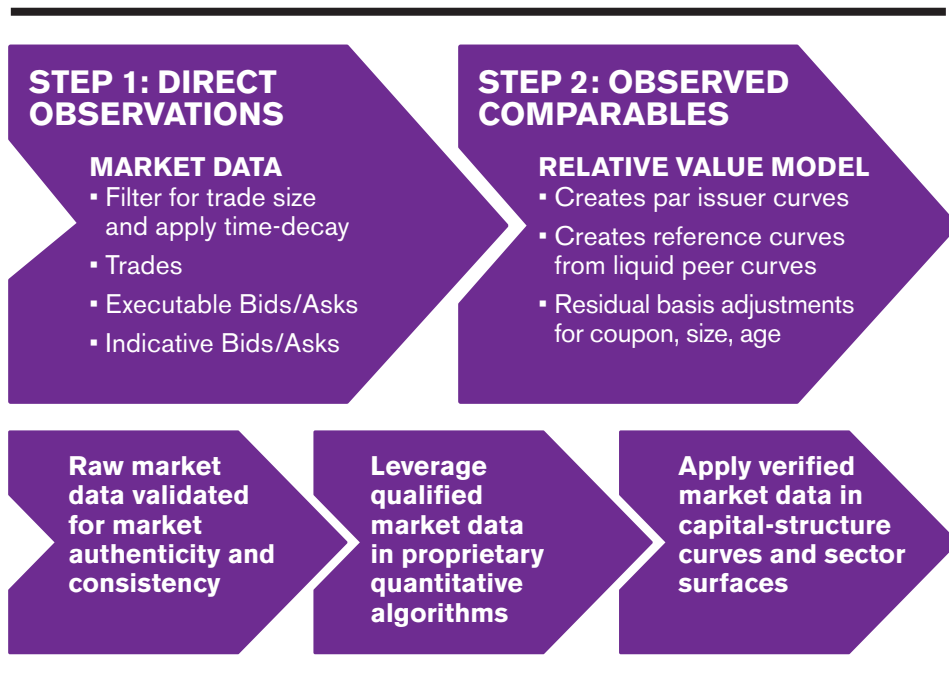 STEP 1: DIRECT
OBSERVATIONS
MARKET DATA
▪ Filter for trade size
and apply time-decay
▪ Trades
▪ Executable Bids/Asks
▪ Indicative Bids/Asks
STEP 2: OBSERVED
COMPARABLES
RELATIVE VALUE MODEL
▪ Creates par issuer curves
▪ Creates reference curves
from liquid peer curves
▪ Residual basis adjustments
for coupon, size, age
Raw market
data validated
for market
authenticity and
consistency
Leverage
qualified
market data
in proprietary
quantitative
algorithms
Apply verified
market data in
capital-structure
curves and sector
surfaces